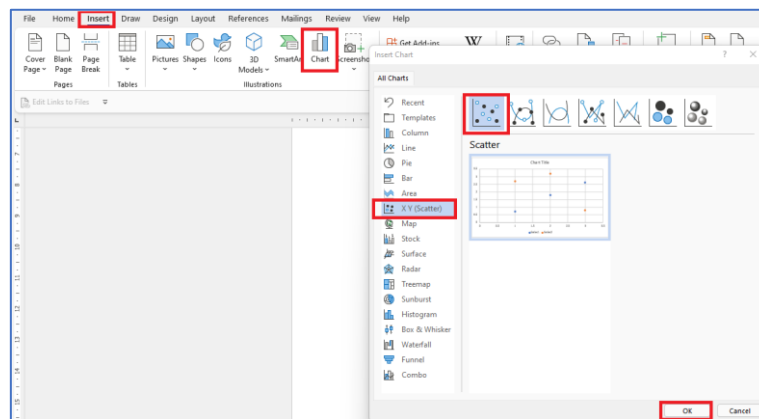 File Home Insert Draw Design Layout References Mailings Review View Help
Cover Page
Blank Page
Page Break
Table
Pictures
Shapes
Icons
3D Models
SmartArt
Chart
Screensho
Get Add-ins
W
Pages
Tables
Illustrations
Edit Links to Files
Insert Chart
?
All Charts
Recent
Templates
Column
Line
Pie
Bar
Area
X Y (Scatter)
Map
Stock
Surface
Radar
Treemap
Sunburst
Histogram
Box & Whisker
Waterfall
Funnel
Combo
Scatter
Chart Title
OK
Cancel